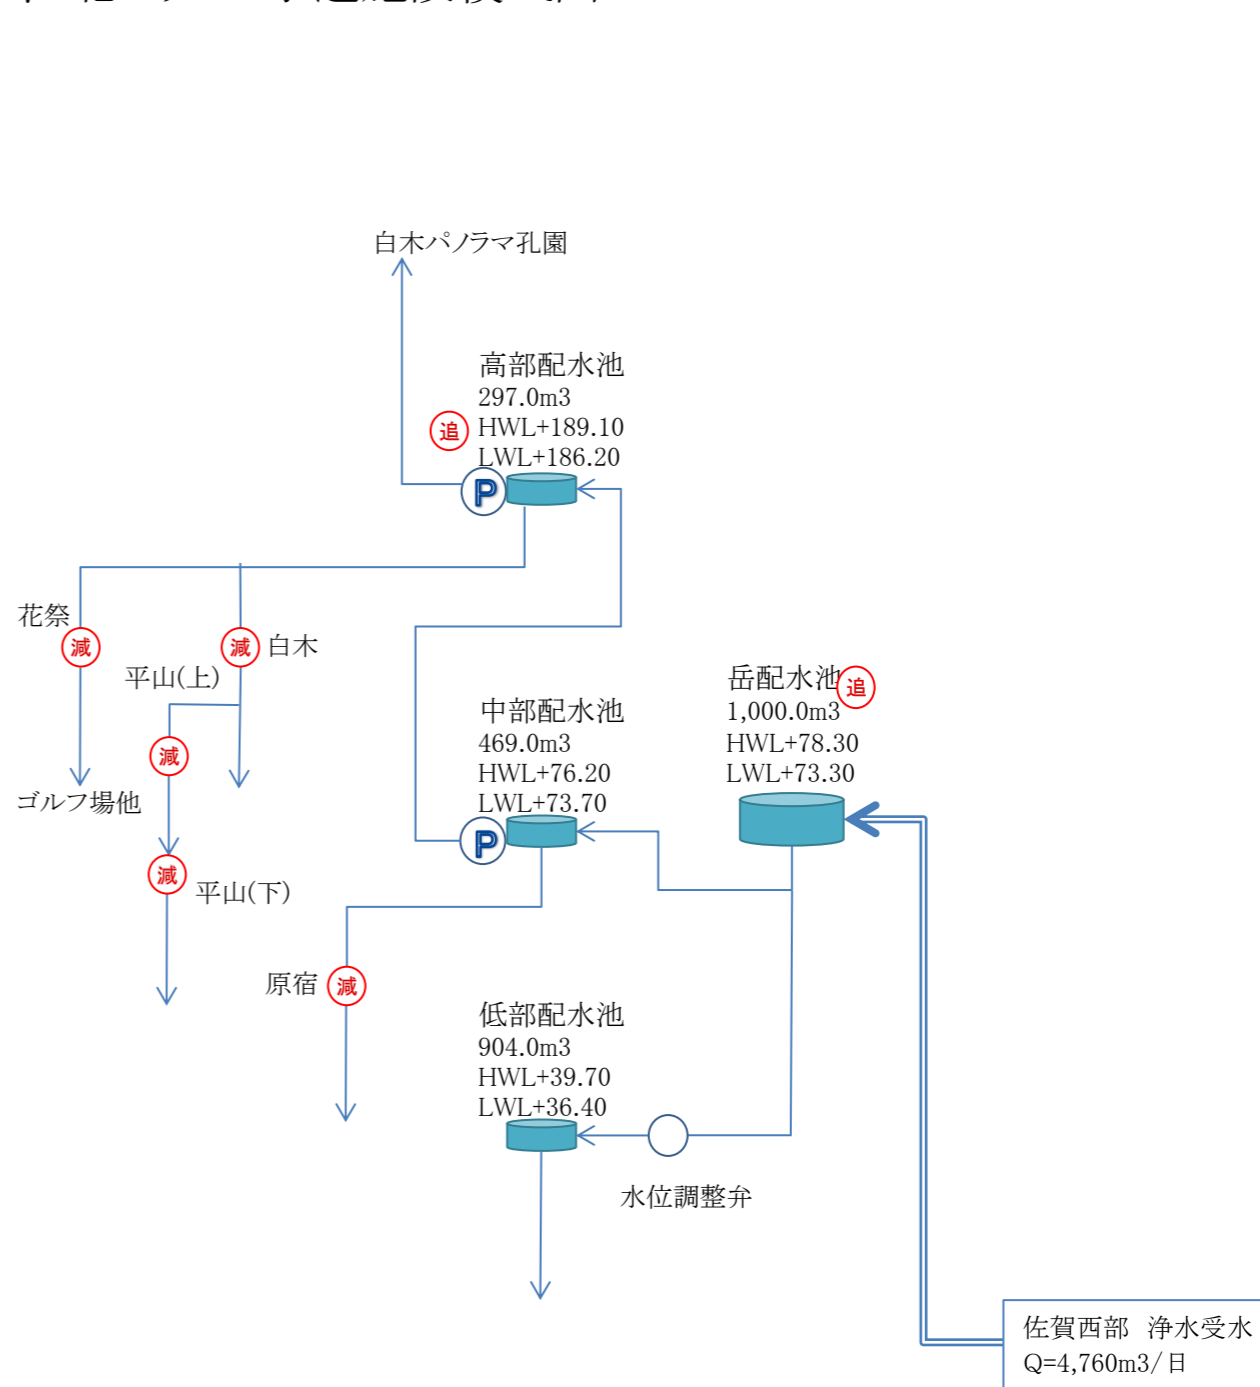 白木パノラマ孔園
高部配水池
297.0m3
追
HWL+189.10
LWL+186.20
P
花祭
減
減
白木
平山(上)
減
ゴルフ場他
減
平山(下)
岳配水池
追
1,000.0m3
HWL+78.30
LWL+73.30
中部配水池
469.0m3
HWL+76.20
LWL+73.70
P
原宿
減
低部配水池
904.0m3
HWL+39.70
LWL+36.40
水位調整弁
佐賀西部 浄水受水
Q=4,760m3/日